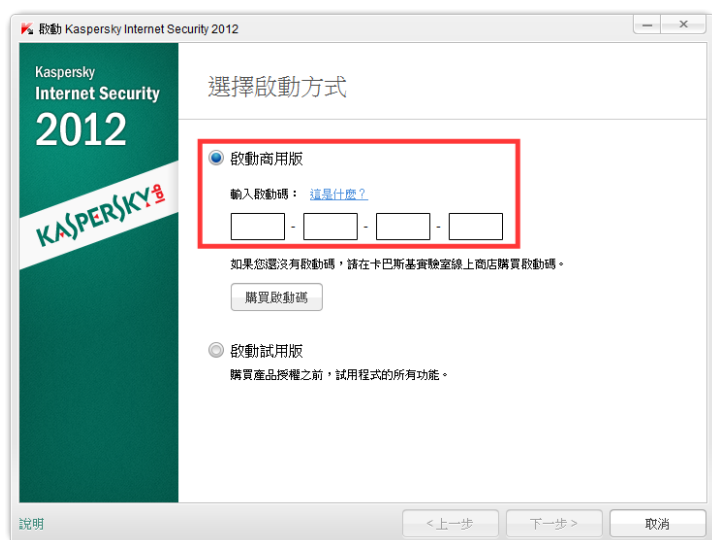 啟動 Kaspersky Internet Security 2012
Kaspersky
Internet Security
2012
KASPERSKY lab
選擇啟動方式
啟動商用版
輸入啟動碼： 這是什麼？
- - -
如果您還沒有啟動碼，請在卡巴斯基實驗室線上商店購買啟動碼。
購買啟動碼
啟動試用版
購買產品授權之前，試用程式的所有功能。
說明
<上一步
下一步>
取消